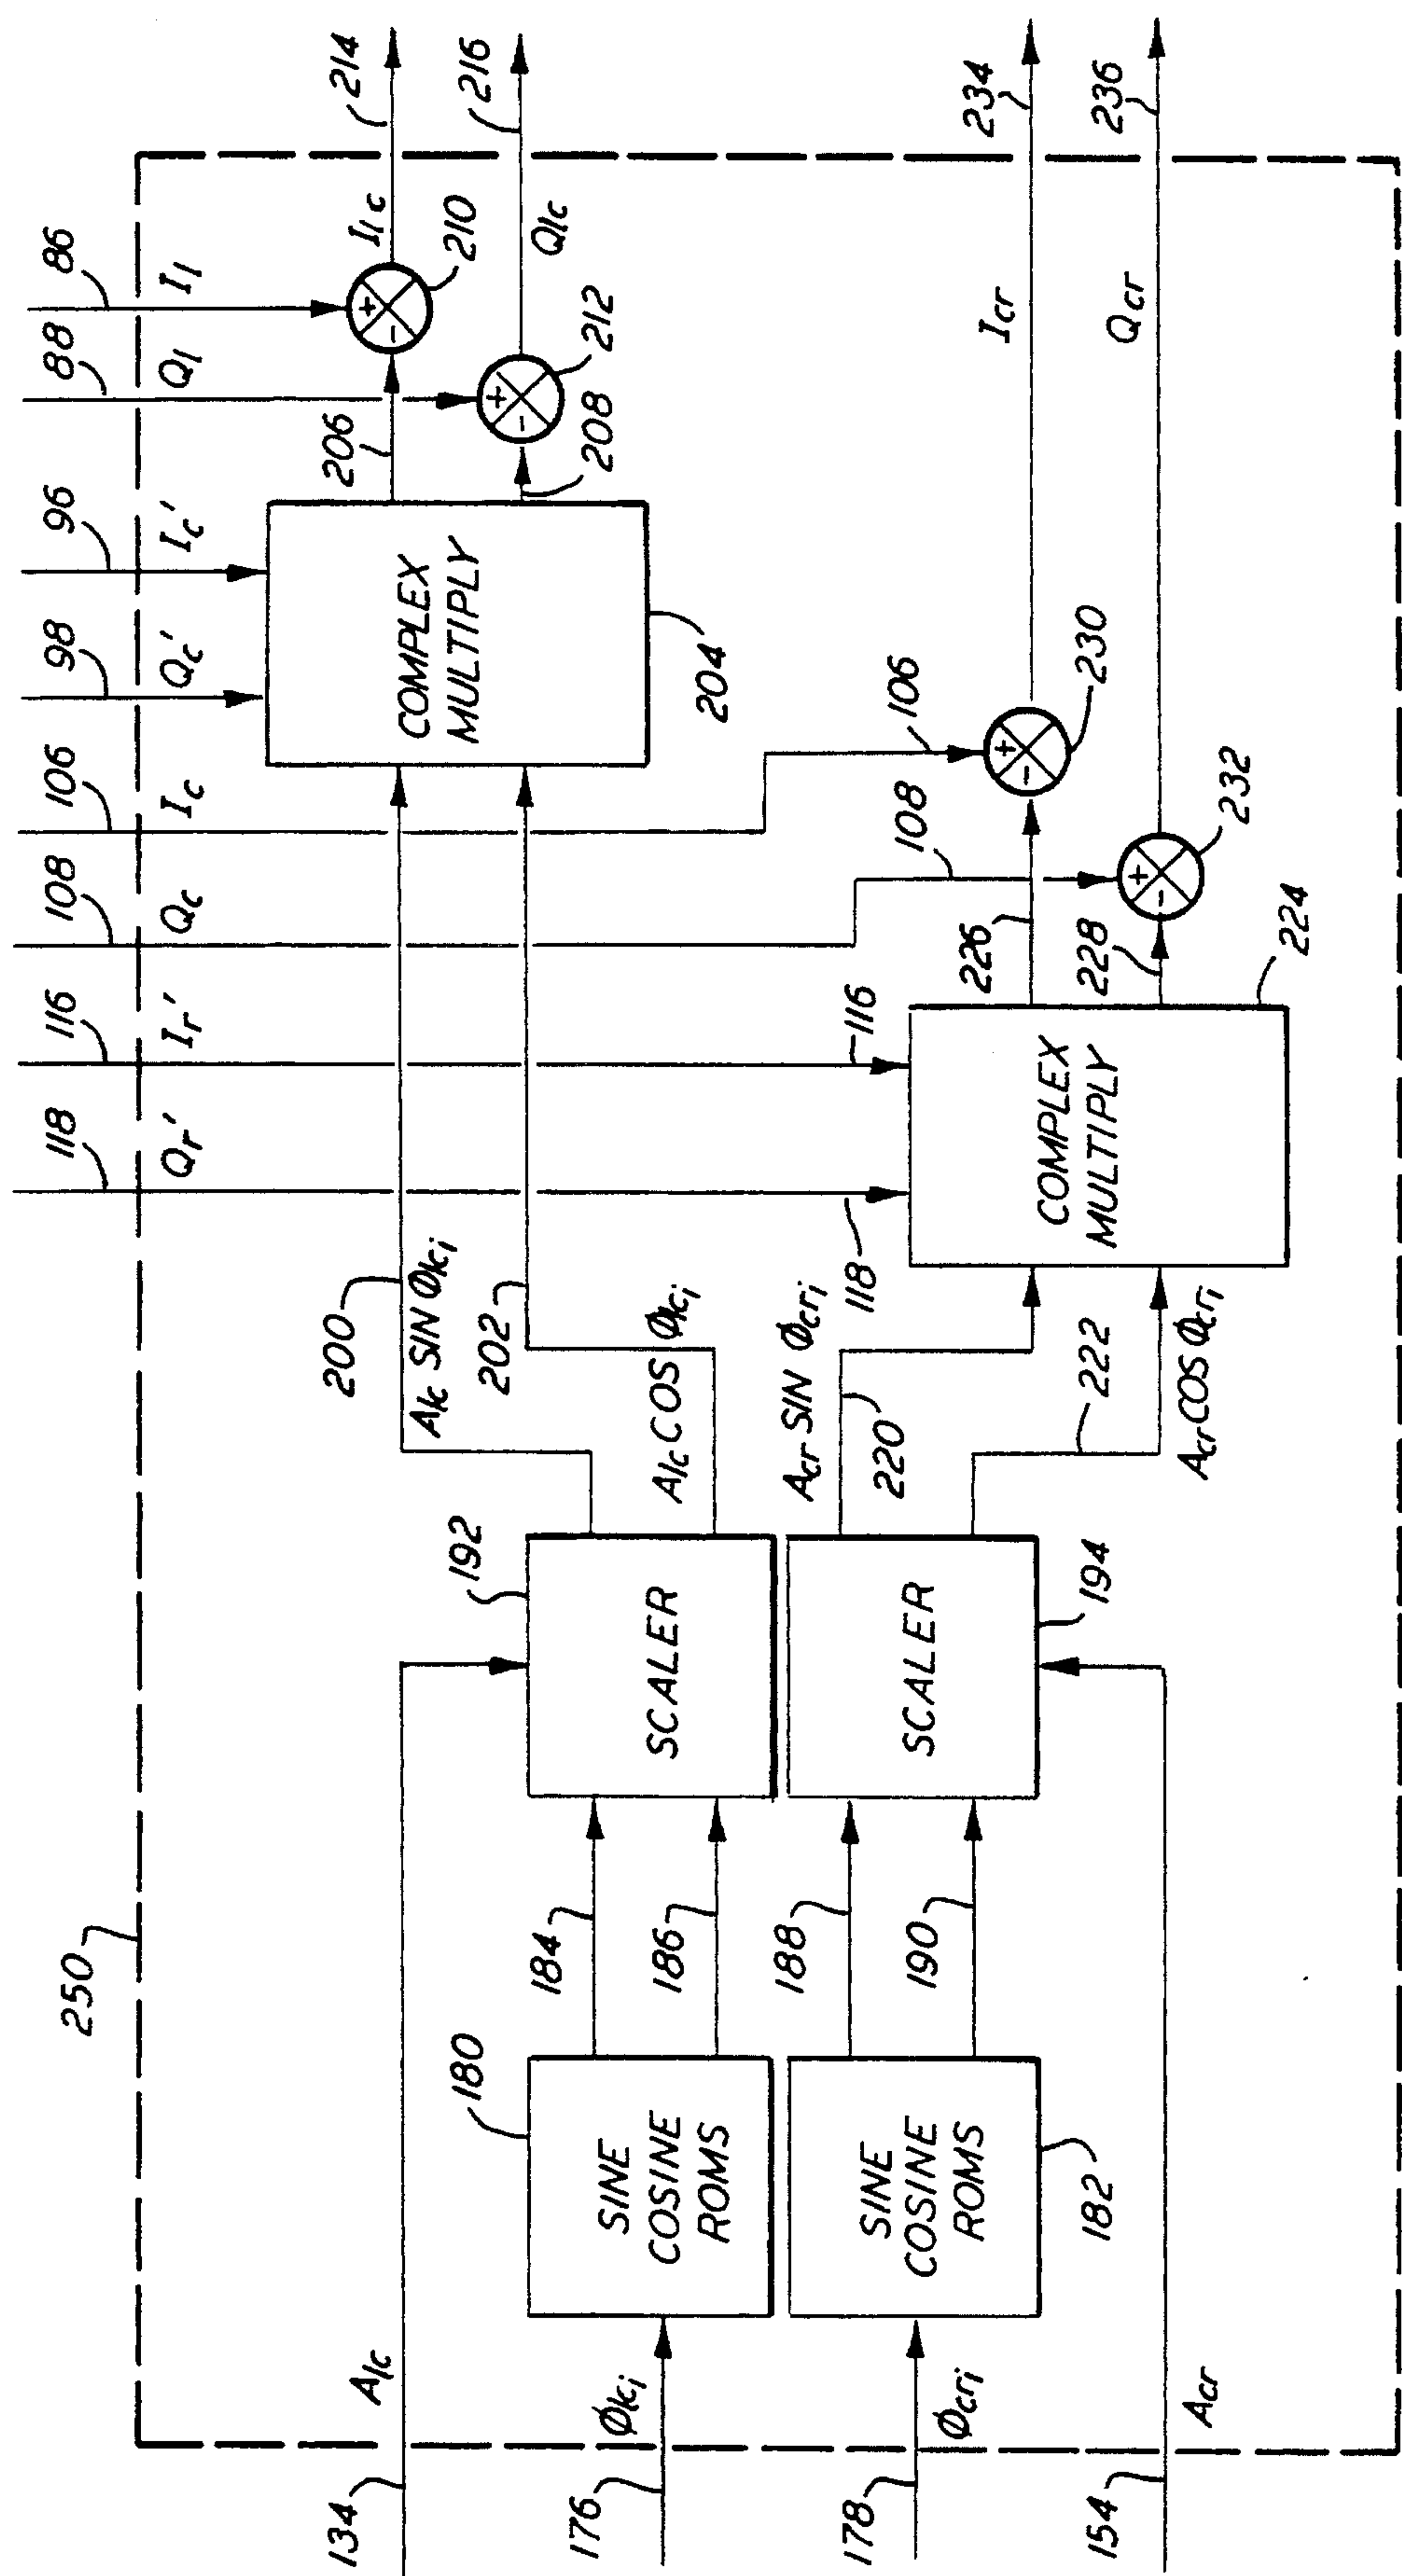 250
118
Qr'
116
Ir'
108
Qc
106
Ic
98
Qc'
96
Ic'
88
Ql
86
Il
214
Ilc
210
216
Qlc
212
206
208
COMPLEX
MULTIPLY
204
134
Alc
176
Φlci
180
SINE
COSINE
ROMS
184
186
192
SCALER
200
Alc SIN Φlci
202
Alc COS Φlci
178
Φcri
182
SINE
COSINE
ROMS
188
190
194
SCALER
154
Acr
Acr SIN Φcri
220
222
Acr COS Φcri
118
116
COMPLEX
MULTIPLY
224
226
228
108
106
230
232
Icr
234
Qcr
236
+
-
+
-
+
-
+
-